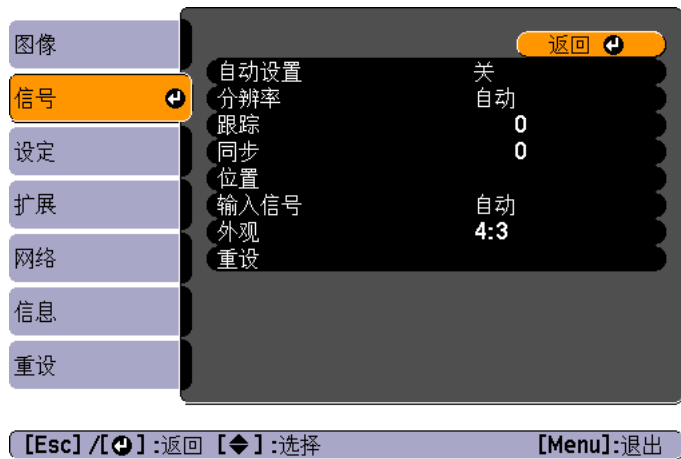 图像
信号
设定
扩展
网络
信息
重设
返回
自动设置 关
分辨率 自动
跟踪 0
同步 0
位置
输入信号 自动
外观 4:3
重设
[Esc] /[⏎] :返回 [◆] :选择 [Menu]:退出